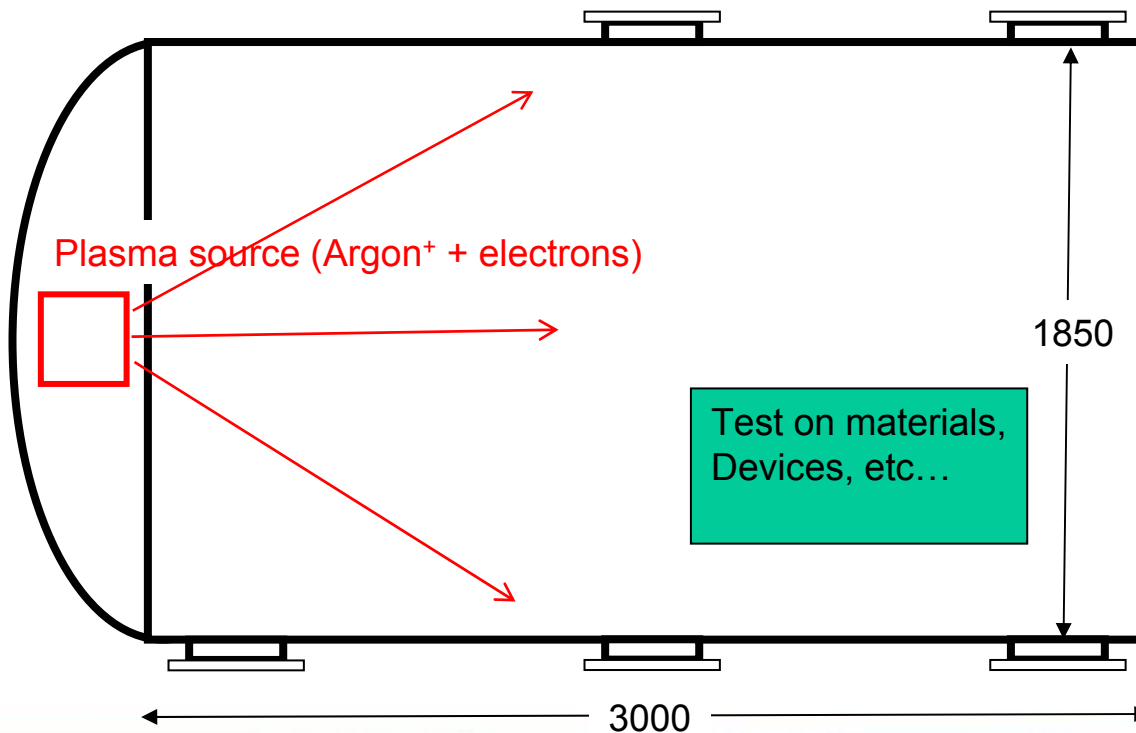 Plasma source (Argon⁺ + electrons)
1850
Test on materials,
Devices, etc…
3000